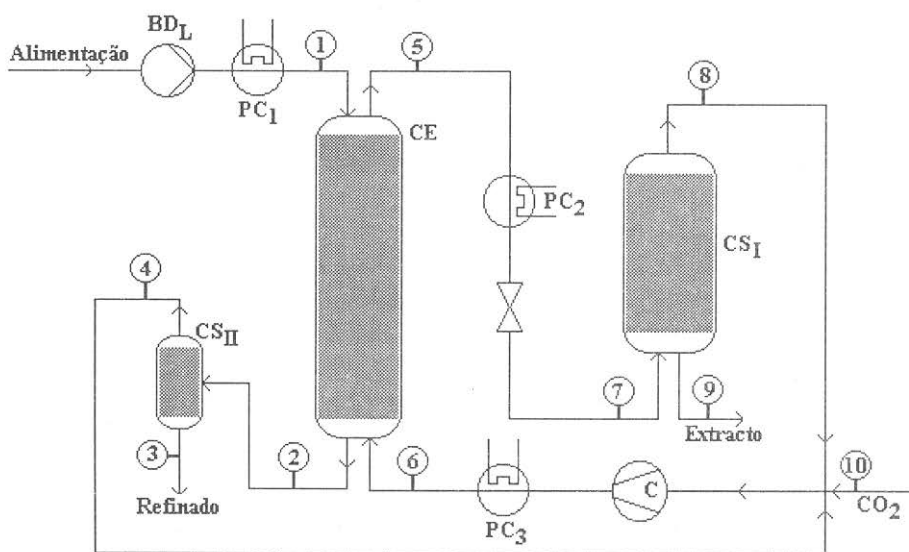 BD_L
Alimentação
PC_1
1
5
8
CE
PC_2
CS_I
4
CS_II
7
9
Extracto
3
2
6
10
Refinado
C
CO_2
PC_3